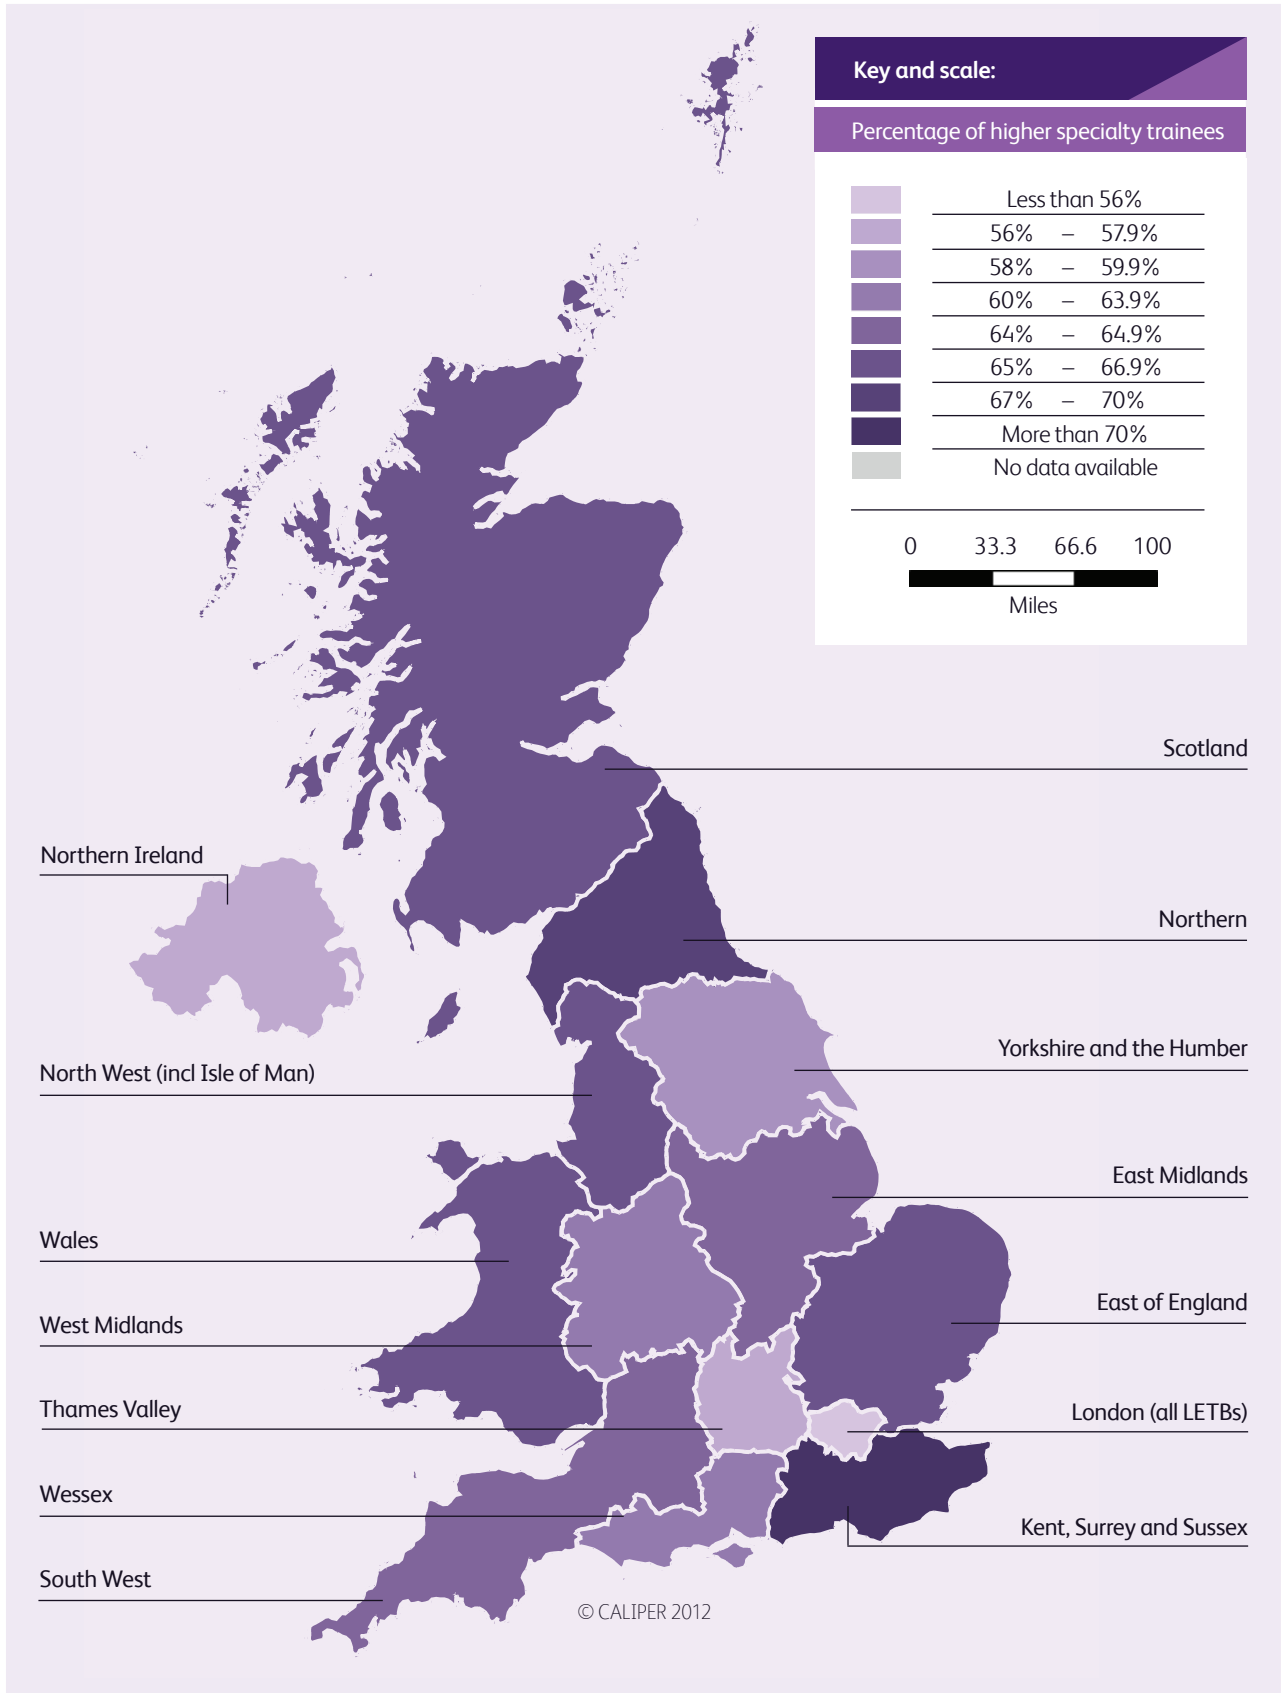 Key and scale:
Percentage of higher specialty trainees
Less than 56%
56% – 57.9%
58% – 59.9%
60% – 63.9%
64% – 64.9%
65% – 66.9%
67% – 70%
More than 70%
No data available
0 33.3 66.6 100
Miles
Scotland
Northern Ireland
Northern
Yorkshire and the Humber
North West (incl Isle of Man)
East Midlands
Wales
East of England
West Midlands
Thames Valley
London (all LETBs)
Wessex
Kent, Surrey and Sussex
South West
© CALIPER 2012